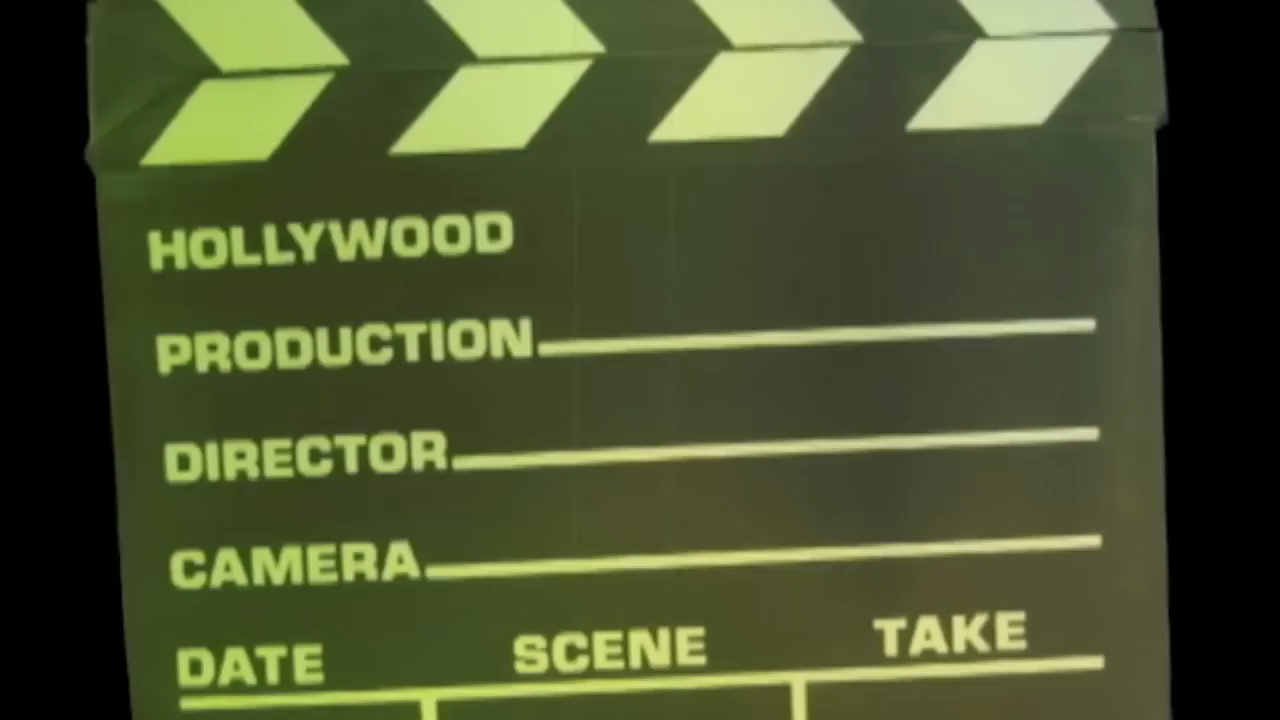 HOLLYWOOD
PRODUCTION
DIRECTOR
CAMERA
DATE SCENE TAKE